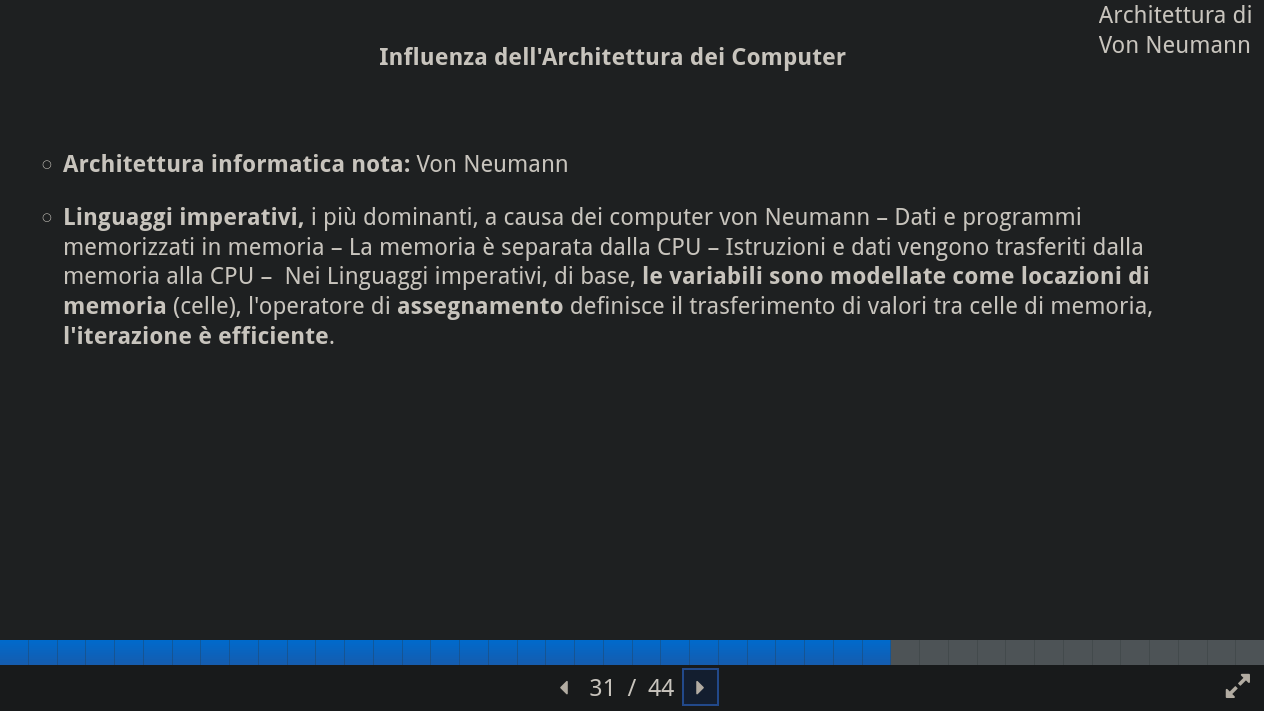 Architettura di
Von Neumann
Influenza dell'Architettura dei Computer
Architettura informatica nota: Von Neumann
Linguaggi imperativi, i più dominanti, a causa dei computer von Neumann – Dati e programmi
memorizzati in memoria – La memoria è separata dalla CPU – Istruzioni e dati vengono trasferiti dalla
memoria alla CPU – Nei Linguaggi imperativi, di base, le variabili sono modellate come locazioni di
memoria (celle), l'operatore di assegnamento definisce il trasferimento di valori tra celle di memoria,
l'iterazione è efficiente.
31 / 44